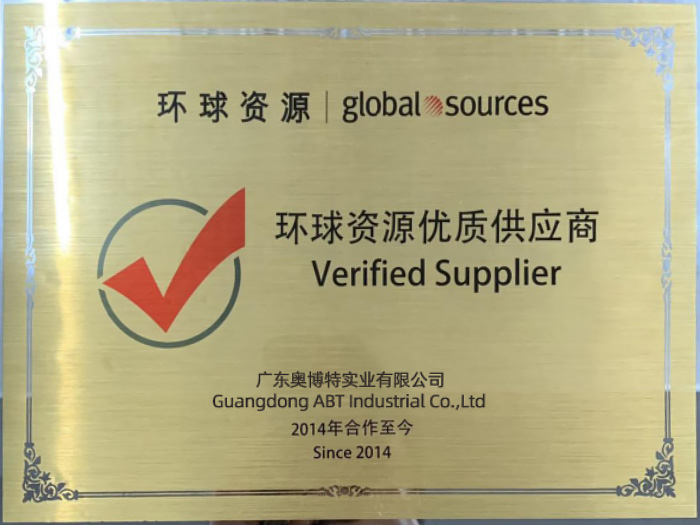 环球资源 | global sources
环球资源优质供应商
Verified Supplier
广东奥博特实业有限公司
Guangdong ABT Industrial Co.,Ltd
2014年合作至今
Since 2014